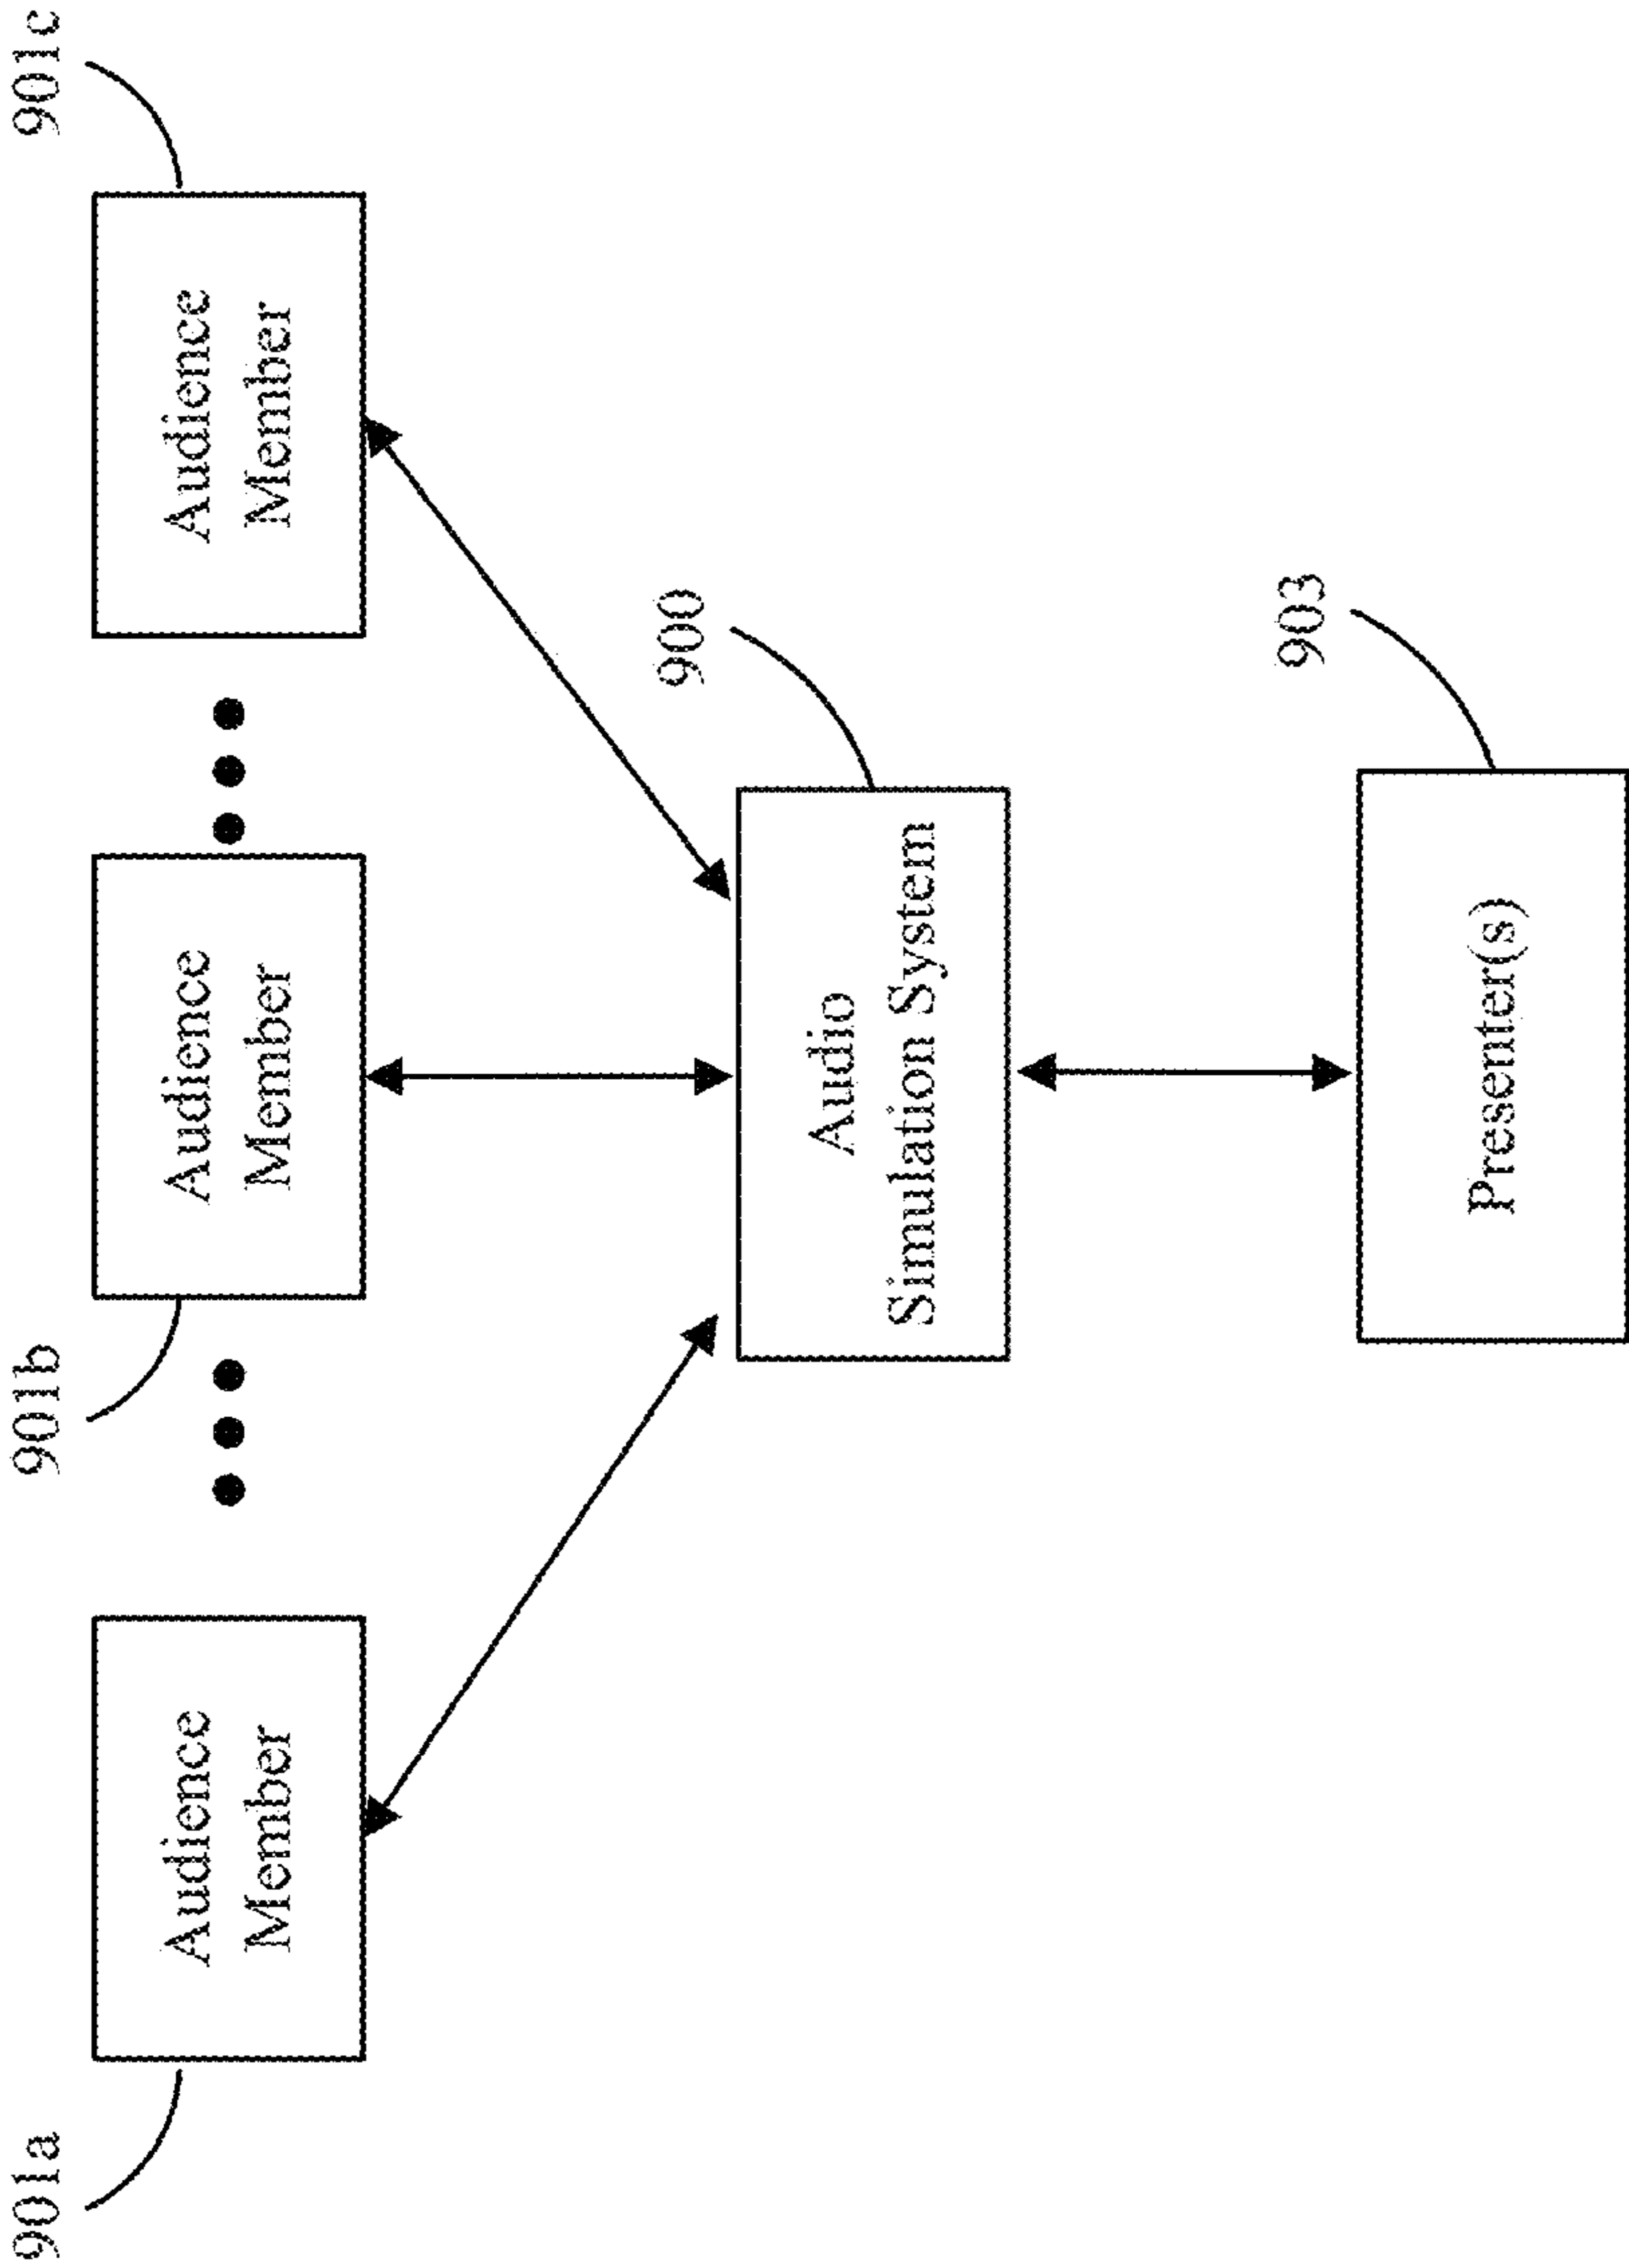 901a
901b
901c
Audience
Member
Audience
Member
Audience
Member
900
Audio
Simulation System
903
Presenter(s)